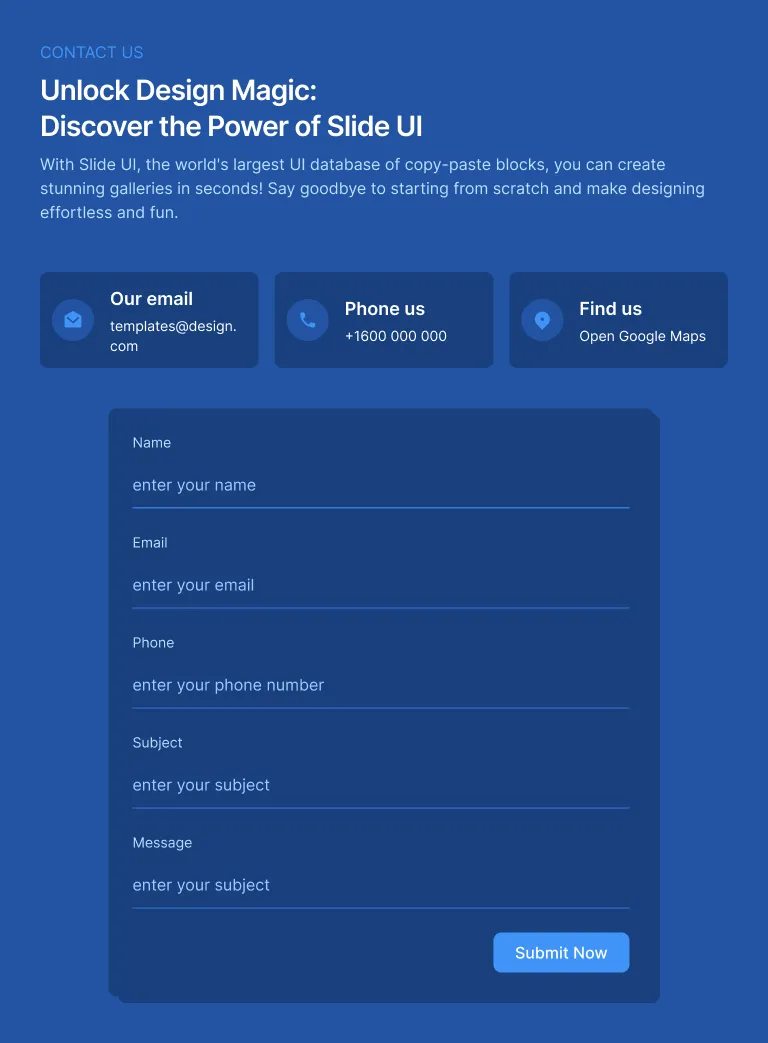 CONTACT US
Unlock Design Magic:
Discover the Power of Slide UI
With Slide UI, the world's largest UI database of copy-paste blocks, you can create
stunning galleries in seconds! Say goodbye to starting from scratch and make designing
effortless and fun.
Our email
templates@design.
com
Phone us
+1600 000 000
Find us
Open Google Maps
Name
enter your name
Email
enter your email
Phone
enter your phone number
Subject
enter your subject
Message
enter your subject
Submit Now